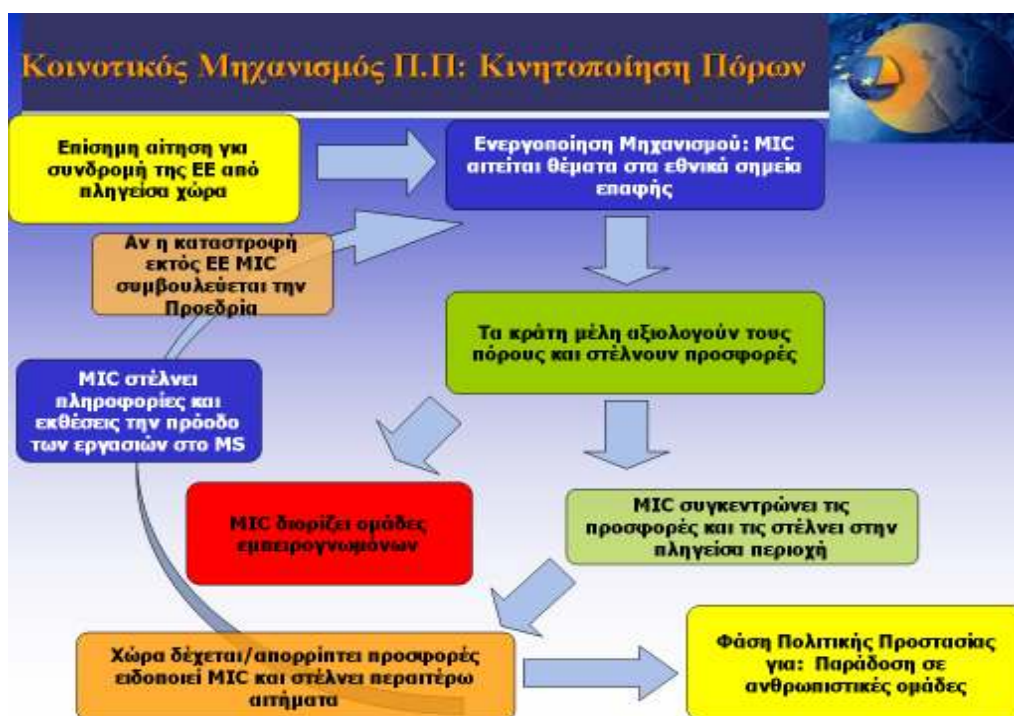 Κοινοτικός Μηχανισμός Π.Π: Κινητοποίηση Πόρων
Επίσημη αίτηση γκι
συνδρομή της ΕΕ από
πληγείσα χώρα
Ενεργοποίηση Μηχανισμού: MIC
αιτείται θέματα στα εθνικά σημεία
επαφής
Αν η καταστροφή
εκτός ΕΕ MIC
συμβουλεύεται την
Προεδρία
Τα κράτη μέλη αξιολογούν τους
πόρους και στέλνουν προσφορές
MIC στέλνει
πληροφορίες και
εκθέσεις την πρόοδο
των εργασιών στο MS
MIC διορίζει ομάδες
εμπειρογνωμόνων
MIC συγκεντρώνει τις
προσφορές και τις στέλνει στην
πληγείσα περιοχή
Χώρα δέχεται/απορρίπτει προσφορές
ειδοποιεί MIC και στέλνει περαιτέρω
αιτήματα
Φάση Πολιτικής Προστασίας
για: Παράδοση σε
ανθρωπιστικές ομάδες